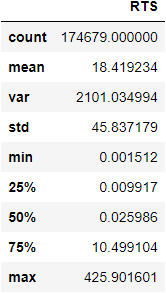 RTS
count 174679.000000
mean 18.419234
var 2101.034994
std 45.837179
min 0.001512
25% 0.009917
50% 0.025986
75% 10.499104
max 425.901601